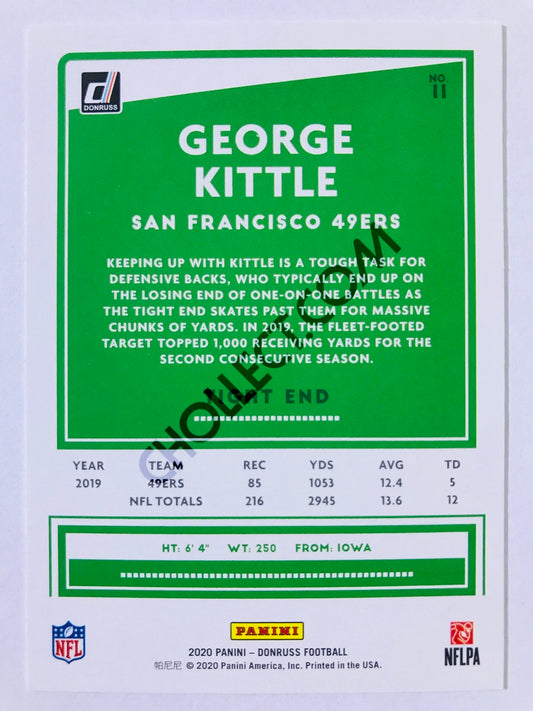 DONRUSS
NO.
11
GEORGE
KITTLE
SAN FRANCISCO 49ERS
KEEPING UP WITH KITTLE IS A TOUGH TASK FOR
DEFENSIVE BACKS, WHO TYPICALLY END UP ON
THE LOSING END OF ONE-ON-ONE BATTLES AS
THE TIGHT END SKATES PAST THEM FOR MASSIVE
CHUNKS OF YARDS. IN 2019, THE FLEET-FOOTED
TARGET TOPPED 1,000 RECEIVING YARDS FOR THE
SECOND CONSECUTIVE SEASON.
TIGHT END
CHOLLECT.COM
YEAR TEAM REC YDS AVG TD
2019 49ERS 85 1053 12.4 5
NFL TOTALS 216 2945 13.6 12
HT: 6' 4" WT: 250 FROM: IOWA
PANINI
NFL
NFLPA
2020 PANINI – DONRUSS FOOTBALL
帕尼尼 © 2020 Panini America, Inc. Printed in the USA.